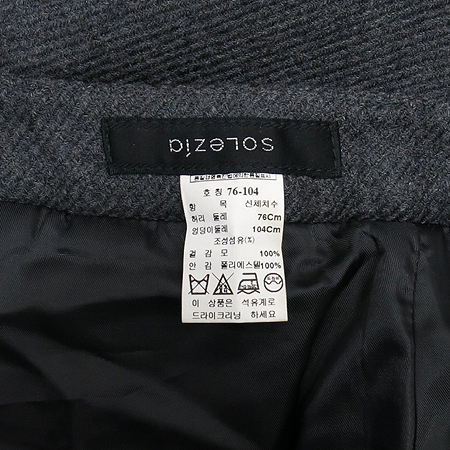 solezia
호칭 76-104
항 목 신체치수
허리 둘레 76Cm
엉덩이둘레 104Cm
조성섬유(%)
겉 감 모 100%
안 감 폴리에스텔100%
이 상품은 석유계로
드라이크리닝 하세요